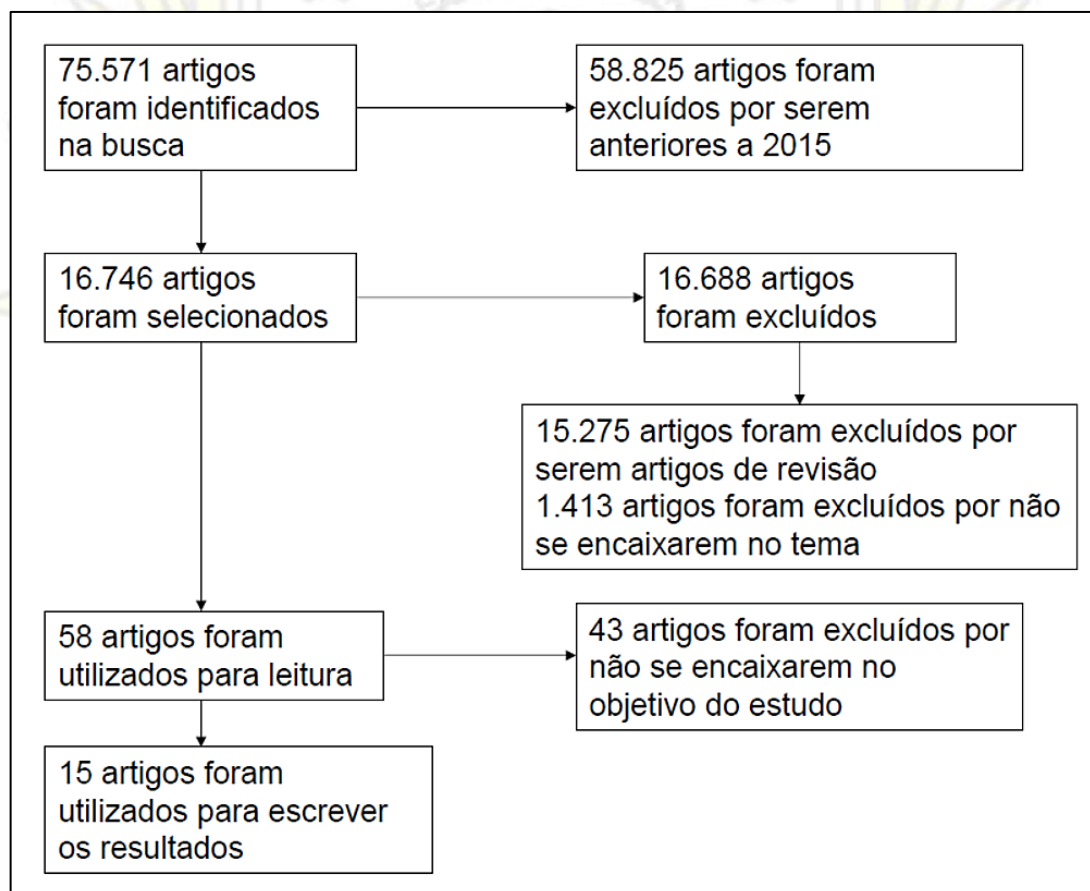 75.571 artigos
foram identificados
na busca
58.825 artigos foram
excluídos por serem
anteriores a 2015
16.746 artigos
foram selecionados
16.688 artigos
foram excluídos
15.275 artigos foram excluídos por
serem artigos de revisão
1.413 artigos foram excluídos por não
se encaixarem no tema
58 artigos foram
utilizados para leitura
43 artigos foram excluídos por
não se encaixarem no
objetivo do estudo
15 artigos foram
utilizados para escrever
os resultados